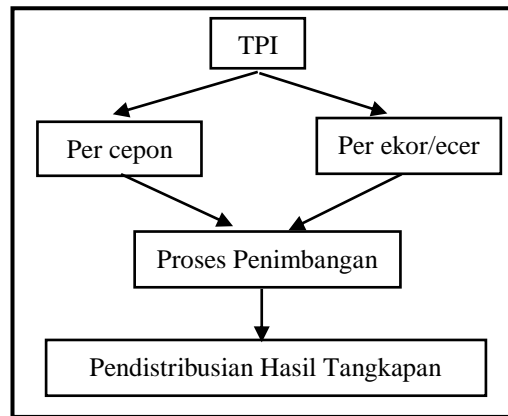 TPI
Per cepon
Per ekor/ecer
Proses Penimbangan
Pendistribusian Hasil Tangkapan